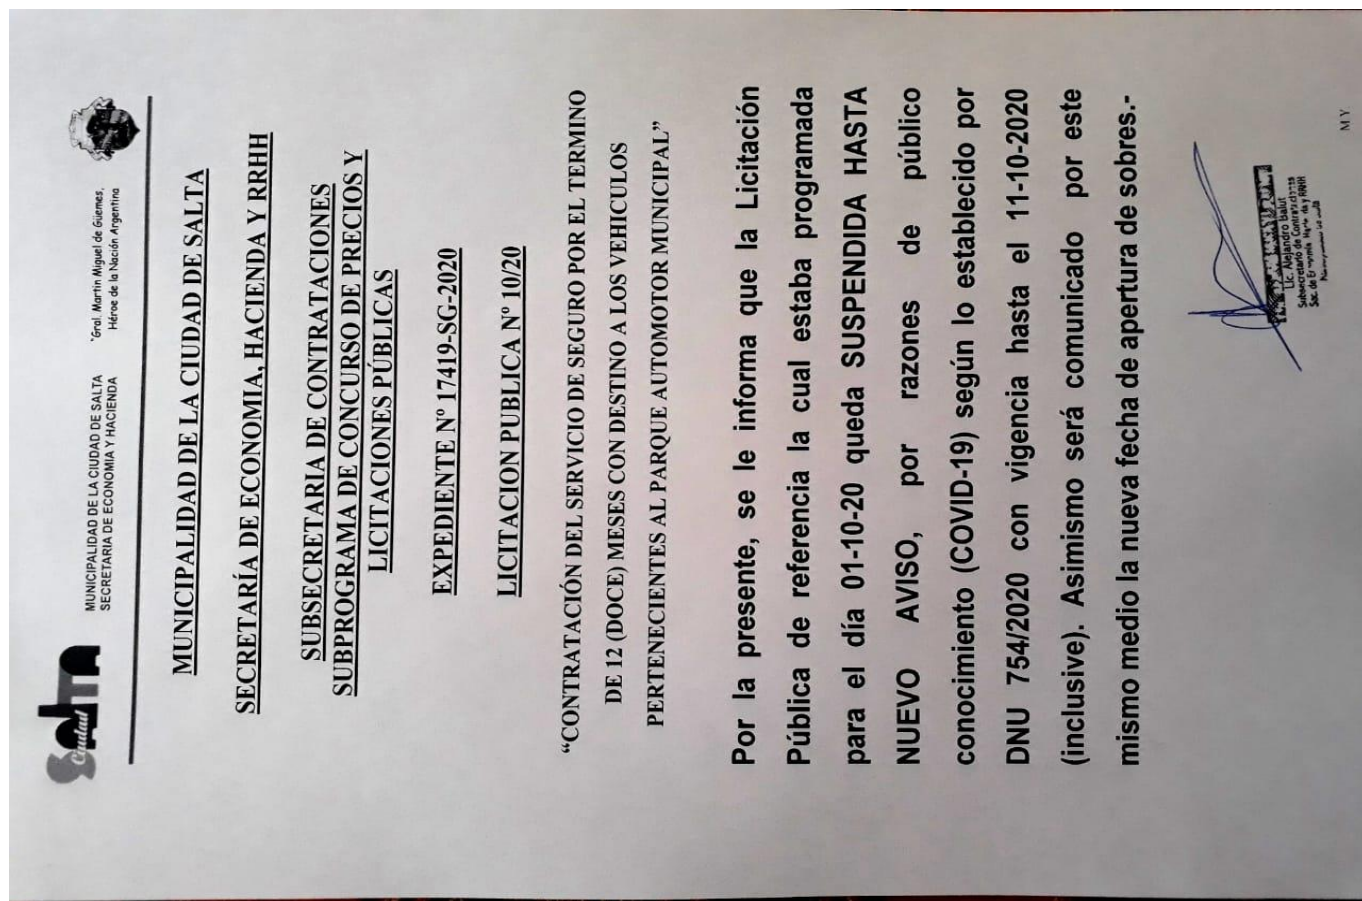 Salta
Ciudad
MUNICIPALIDAD DE LA CIUDAD DE SALTA
SECRETARIA DE ECONOMIA Y HACIENDA
"Gral. Martín Miguel de Güemes,
Héroe de la Nación Argentina
MUNICIPALIDAD DE LA CIUDAD DE SALTA
SECRETARÍA DE ECONOMIA, HACIENDA Y RRHH
SUBSECRETARIA DE CONTRATACIONES
SUBPROGRAMA DE CONCURSO DE PRECIOS Y
LICITACIONES PÚBLICAS
EXPEDIENTE Nº 17419-SG-2020
LICITACION PUBLICA Nº 10/20
“CONTRATACIÓN DEL SERVICIO DE SEGURO POR EL TERMINO
DE 12 (DOCE) MESES CON DESTINO A LOS VEHICULOS
PERTENECIENTES AL PARQUE AUTOMOTOR MUNICIPAL”
Por la presente, se le informa que la Licitación
Pública de referencia la cual estaba programada
para el día 01-10-20 queda SUSPENDIDA HASTA
NUEVO AVISO, por razones de público
conocimiento (COVID-19) según lo establecido por
DNU 754/2020 con vigencia hasta el 11-10-2020
(inclusive). Asimismo será comunicado por este
mismo medio la nueva fecha de apertura de sobres.-
Lic. Alejandro Balut
Subsecretario de
Sec. de y RRHH
M Y